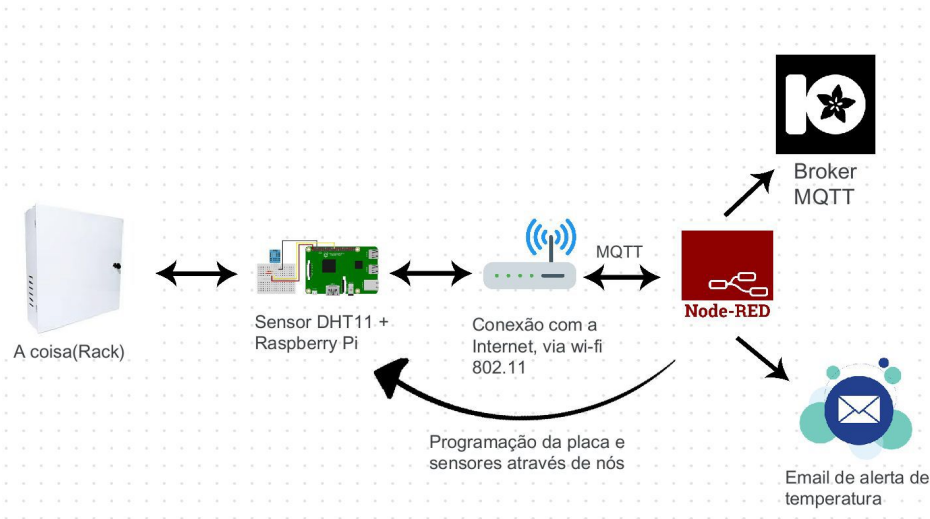 A coisa(Rack)
Sensor DHT11 +
Raspberry Pi
Conexão com a
Internet, via wi-fi
802.11
MQTT
Node-RED
Broker
MQTT
Programação da placa e
sensores através de nós
Email de alerta de
temperatura